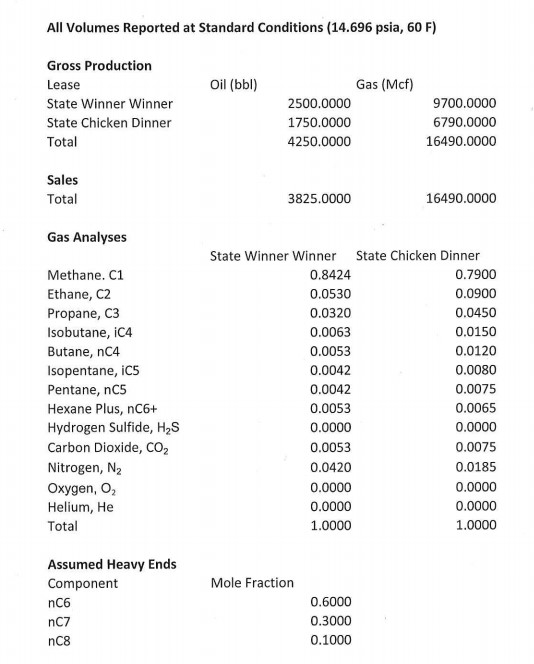 All Volumes Reported at Standard Conditions (14.696 psia, 60 F)
Gross Production
Lease Oil (bbl) Gas (Mcf)
State Winner Winner 2500.0000 9700.0000
State Chicken Dinner 1750.0000 6790.0000
Total 4250.0000 16490.0000
Sales
Total 3825.0000 16490.0000
Gas Analyses
State Winner Winner State Chicken Dinner
Methane. C1 0.8424 0.7900
Ethane, C2 0.0530 0.0900
Propane, C3 0.0320 0.0450
Isobutane, iC4 0.0063 0.0150
Butane, nC4 0.0053 0.0120
Isopentane, iC5 0.0042 0.0080
Pentane, nC5 0.0042 0.0075
Hexane Plus, nC6+ 0.0053 0.0065
Hydrogen Sulfide, H₂S 0.0000 0.0000
Carbon Dioxide, CO₂ 0.0053 0.0075
Nitrogen, N₂ 0.0420 0.0185
Oxygen, O₂ 0.0000 0.0000
Helium, He 0.0000 0.0000
Total 1.0000 1.0000
Assumed Heavy Ends
Component Mole Fraction
nC6 0.6000
nC7 0.3000
nC8 0.1000